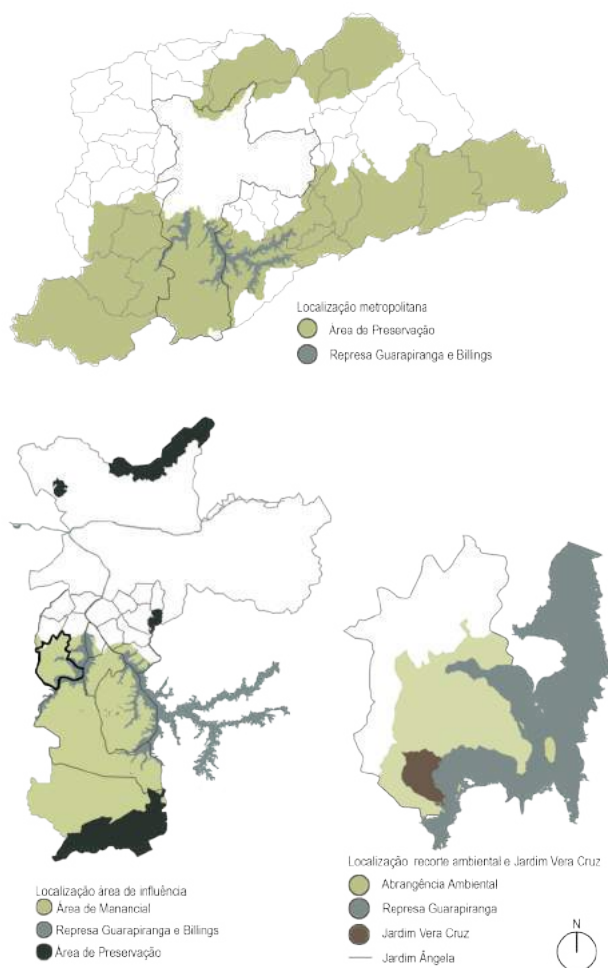 Localização metropolitana
Área de Preservação
Represa Guarapiranga e Billings
Localização área de influência
Área de Manancial
Represa Guarapiranga e Billings
Área de Preservação
Localização recorte ambiental e Jardim Vera Cruz
Abrangência Ambiental
Represa Guarapiranga
Jardim Vera Cruz
Jardim Ângela
N